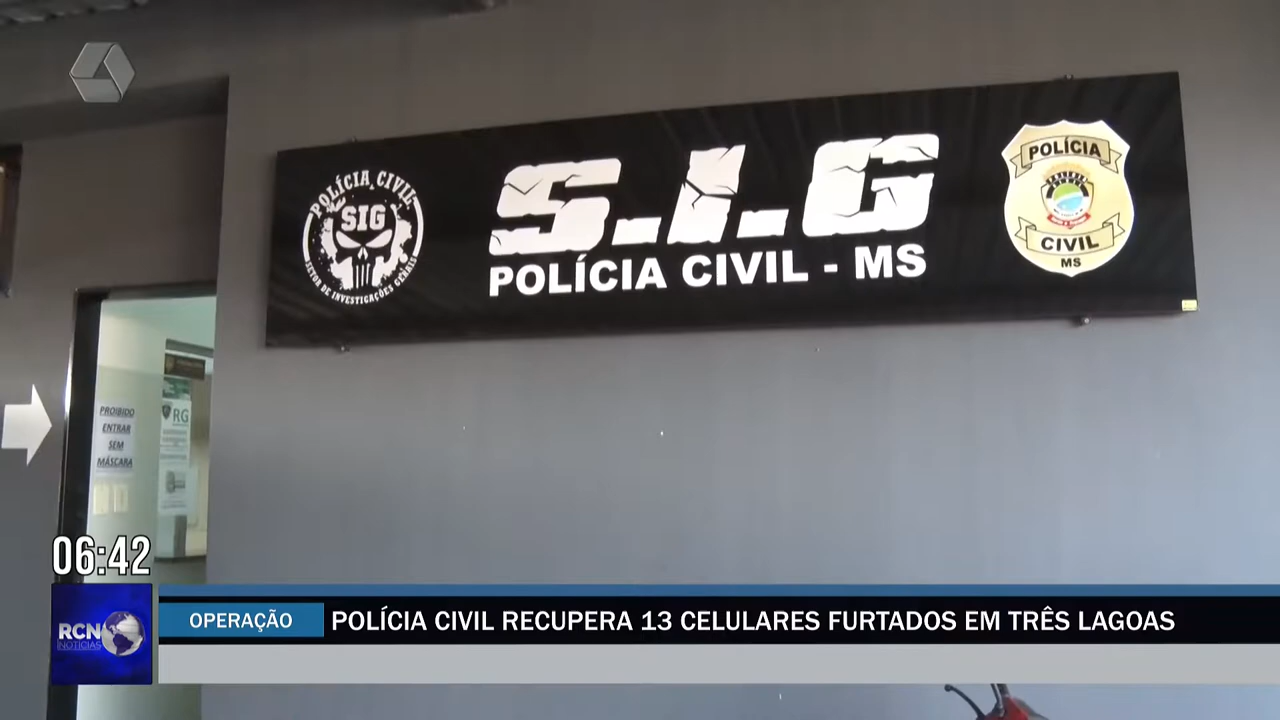 POLÍCIA CIVIL
SIG
SETOR DE INVESTIGAÇÕES GERAIS
S.I.G
POLÍCIA CIVIL - MS
POLÍCIA
CIVIL
MS
PROIBIDO
ENTRAR
SEM
MÁSCARA
RG
06:42
RCN
NOTÍCIAS
OPERAÇÃO
POLÍCIA CIVIL RECUPERA 13 CELULARES FURTADOS EM TRÊS LAGOAS